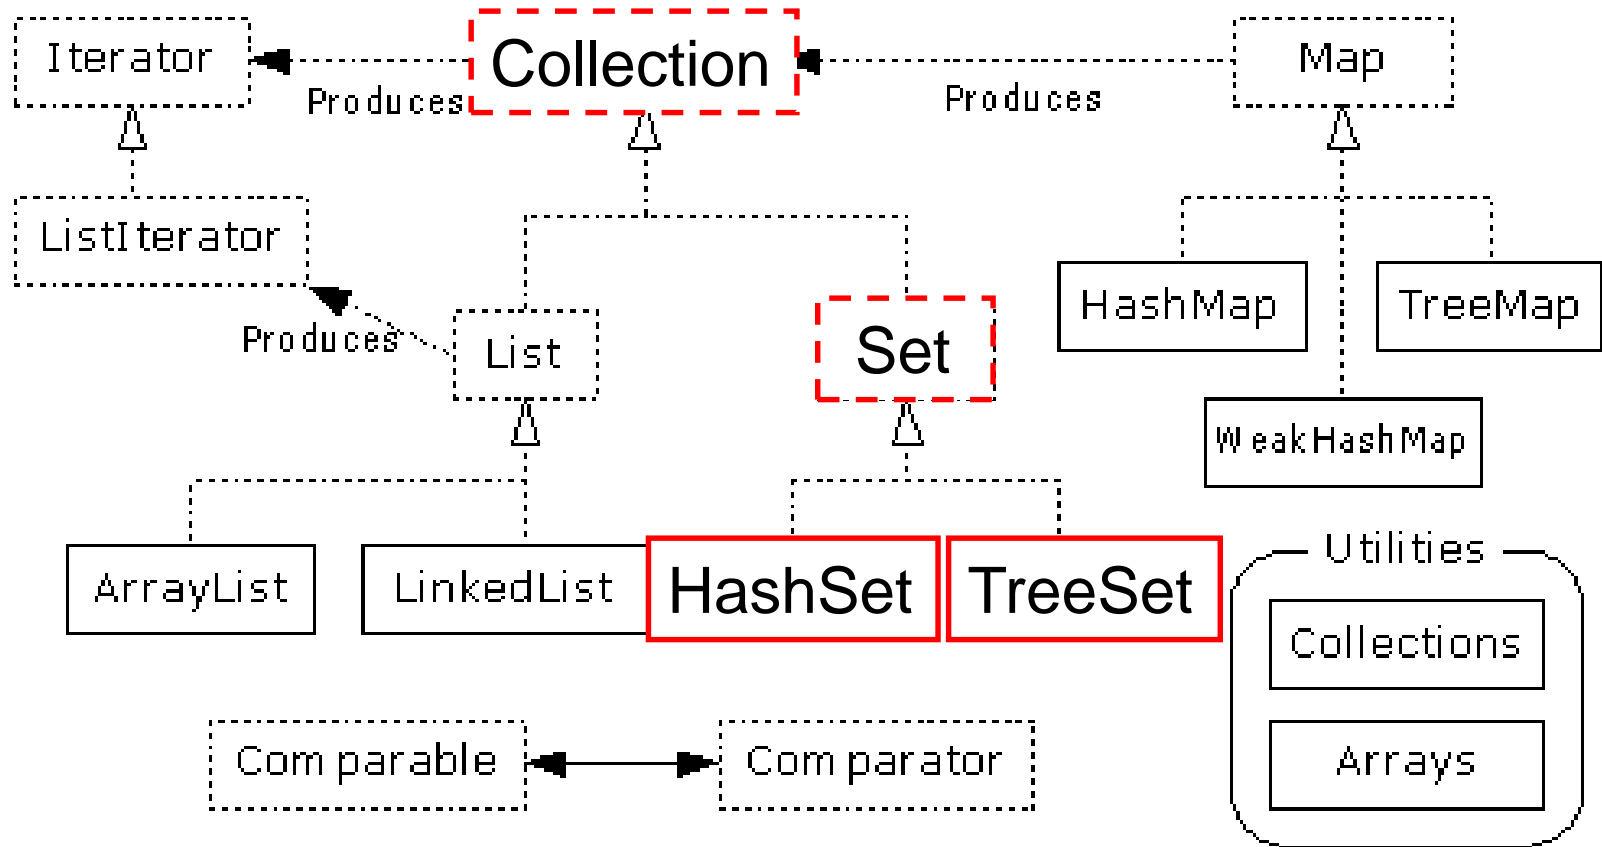 Iterator
Collection
Map
Produces
Produces
ListIterator
HashMap
TreeMap
Produces
List
Set
WeakHashMap
Utilities
ArrayList
LinkedList
HashSet
TreeSet
Collections
Comparable
Comparator
Arrays